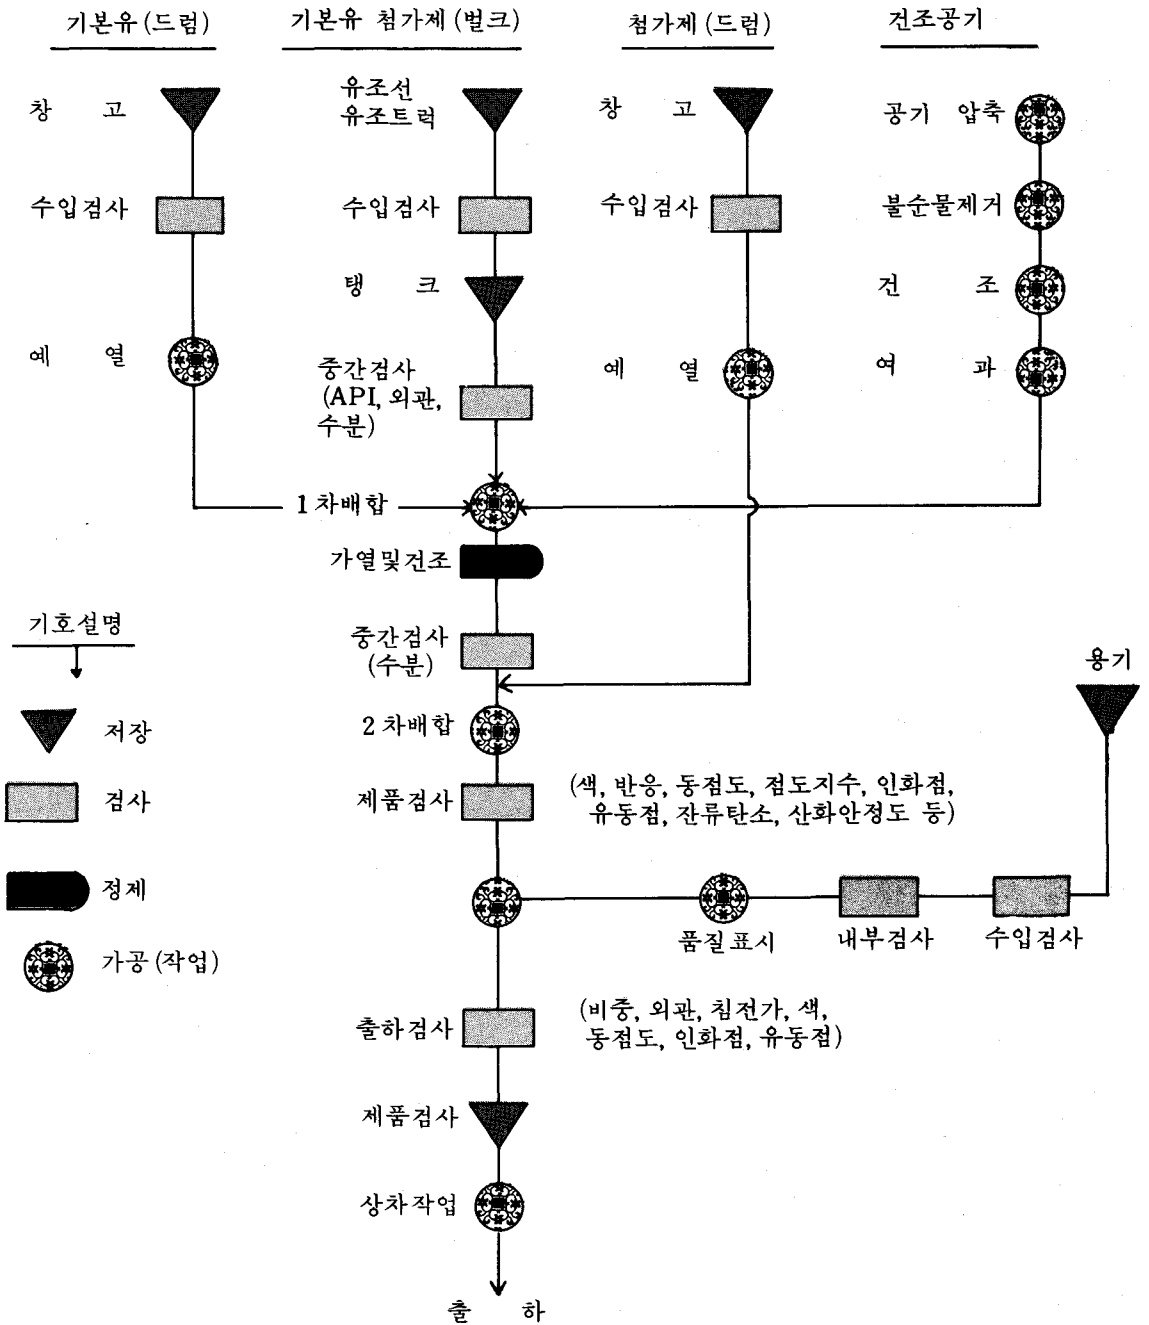 기본유(드럼)
기본유 첨가제(벌크)
첨가제(드럼)
건조공기
창 고
유조선
유조트럭
창 고
공기 압축
수입검사
수입검사
수입검사
불순물제거
탱 크
건 조
예 열
중간검사
(API, 외관,
수분)
예 열
여 과
1차배합
가열및건조
중간검사
(수분)
2차배합
제품검사
(색, 반응, 동점도, 점도지수, 인화점,
유동점, 잔류탄소, 산화안정도 등)
용기
품질표시
내부검사
수입검사
출하검사
(비중, 외관, 침전가, 색,
동점도, 인화점, 유동점)
제품검사
상차작업
출 하
기호설명
저장
검사
정제
가공(작업)